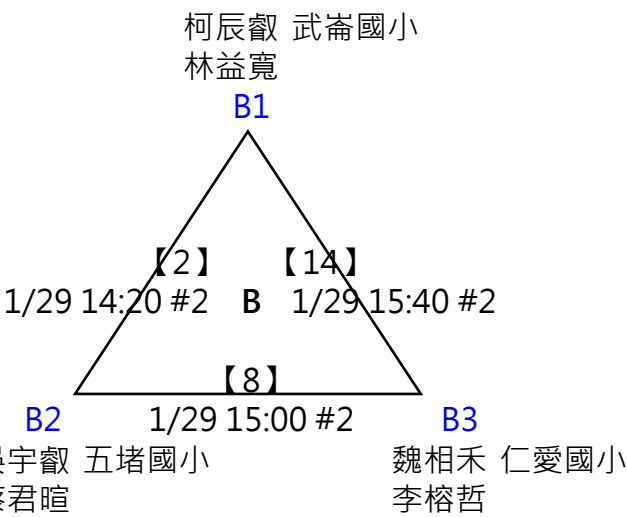 柯辰叡 武崙國小
林益寬
B1
【2】 【14】
1/29 14:20 #2 B 1/29 15:40 #2
【8】
B2 1/29 15:00 #2 B3
宇叡 五堵國小 魏相禾 仁愛國小
君暄 李榕哲